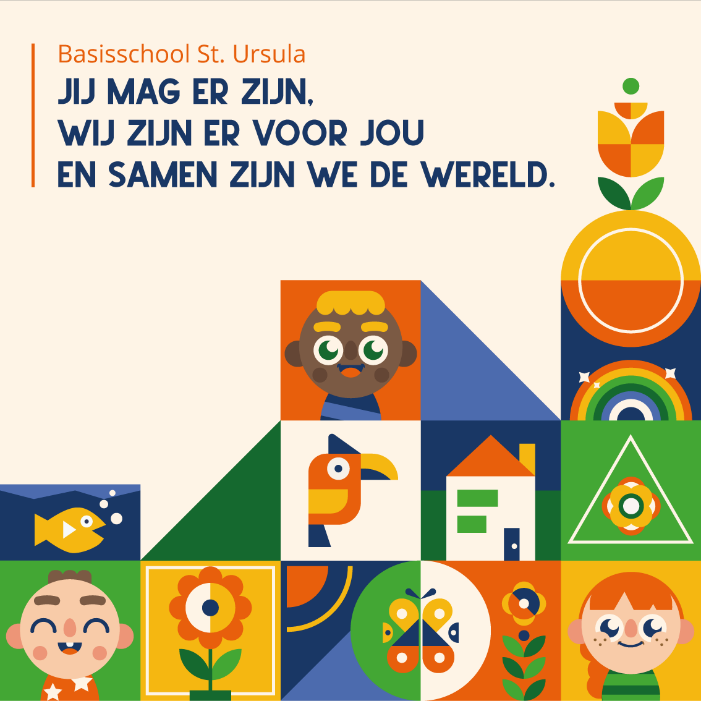 Basisschool St. Ursula
JIJ MAG ER ZIJN,
WIJ ZIJN ER VOOR JOU
EN SAMEN ZIJN WE DE WERELD.